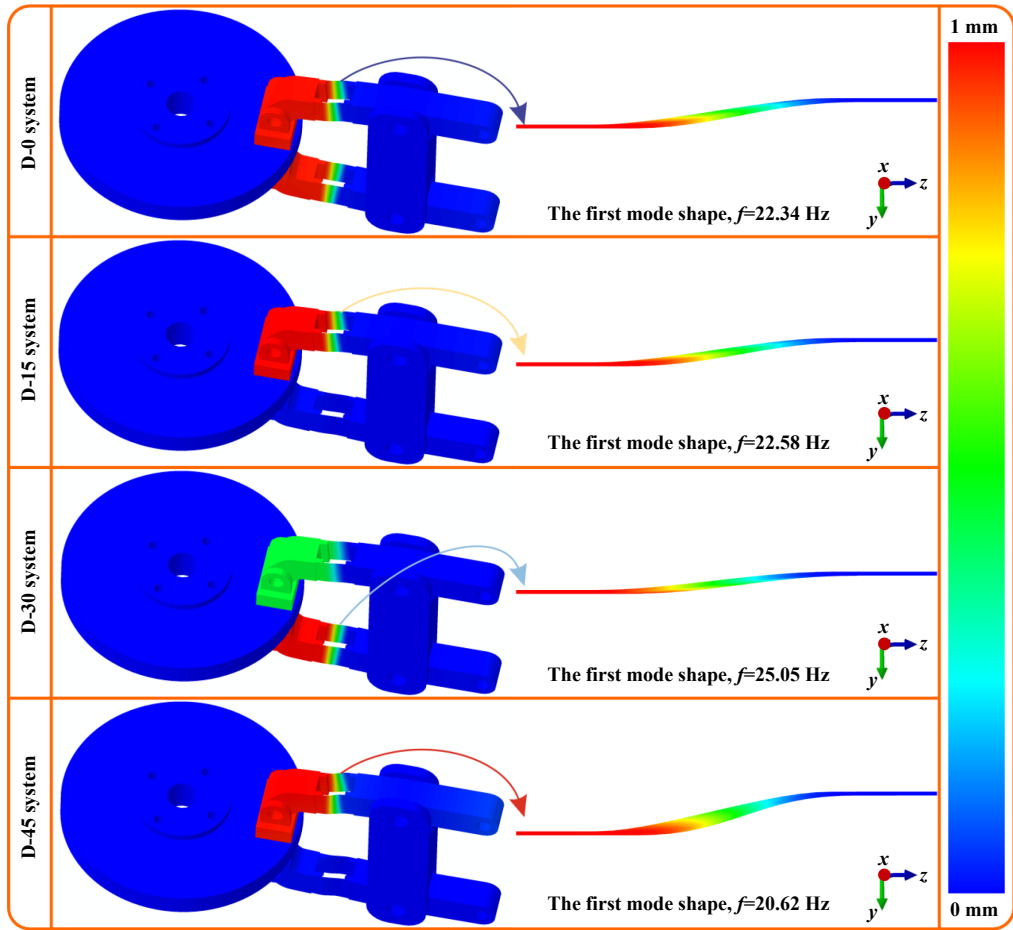 1 mm
D-0 system
The first mode shape, f=22.34 Hz
x
z
y
D-15 system
The first mode shape, f=22.58 Hz
x
z
y
D-30 system
The first mode shape, f=25.05 Hz
x
z
y
D-45 system
The first mode shape, f=20.62 Hz
x
z
y
0 mm